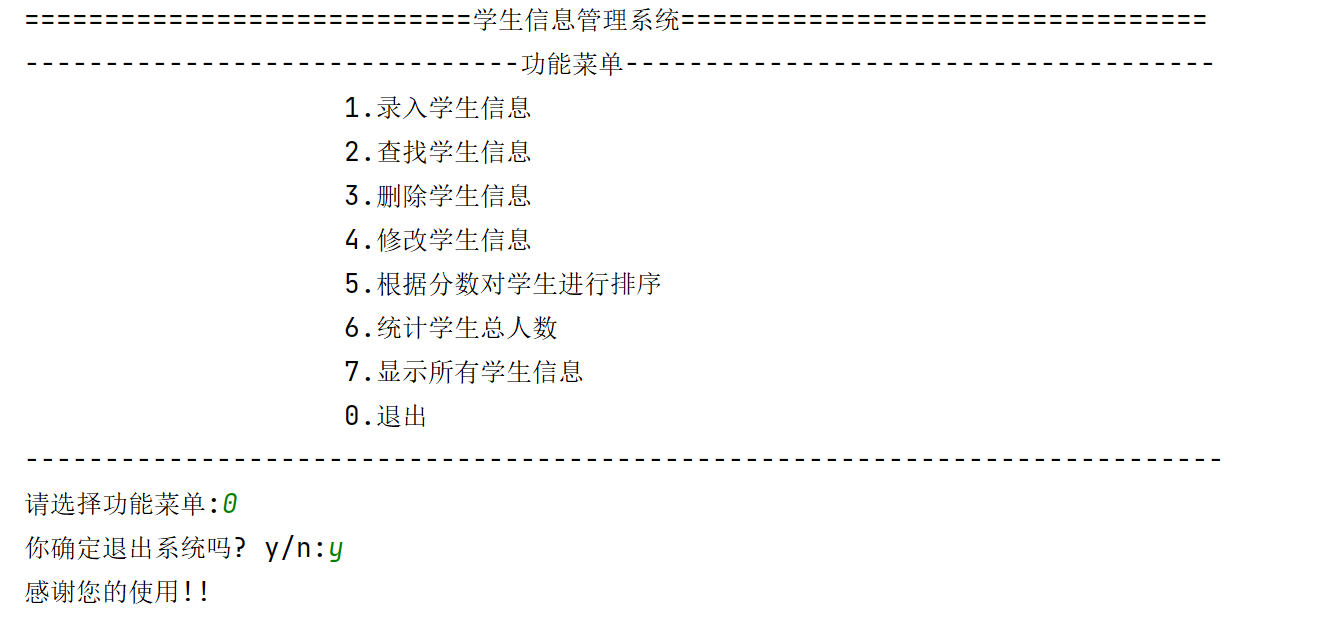 ============================学生信息管理系统=================================
-------------------------------功能菜单-------------------------------------
1.录入学生信息
2.查找学生信息
3.删除学生信息
4.修改学生信息
5.根据分数对学生进行排序
6.统计学生总人数
7.显示所有学生信息
0.退出
---------------------------------------------------------------------------
请选择功能菜单:0
你确定退出系统吗? y/n:y
感谢您的使用!!